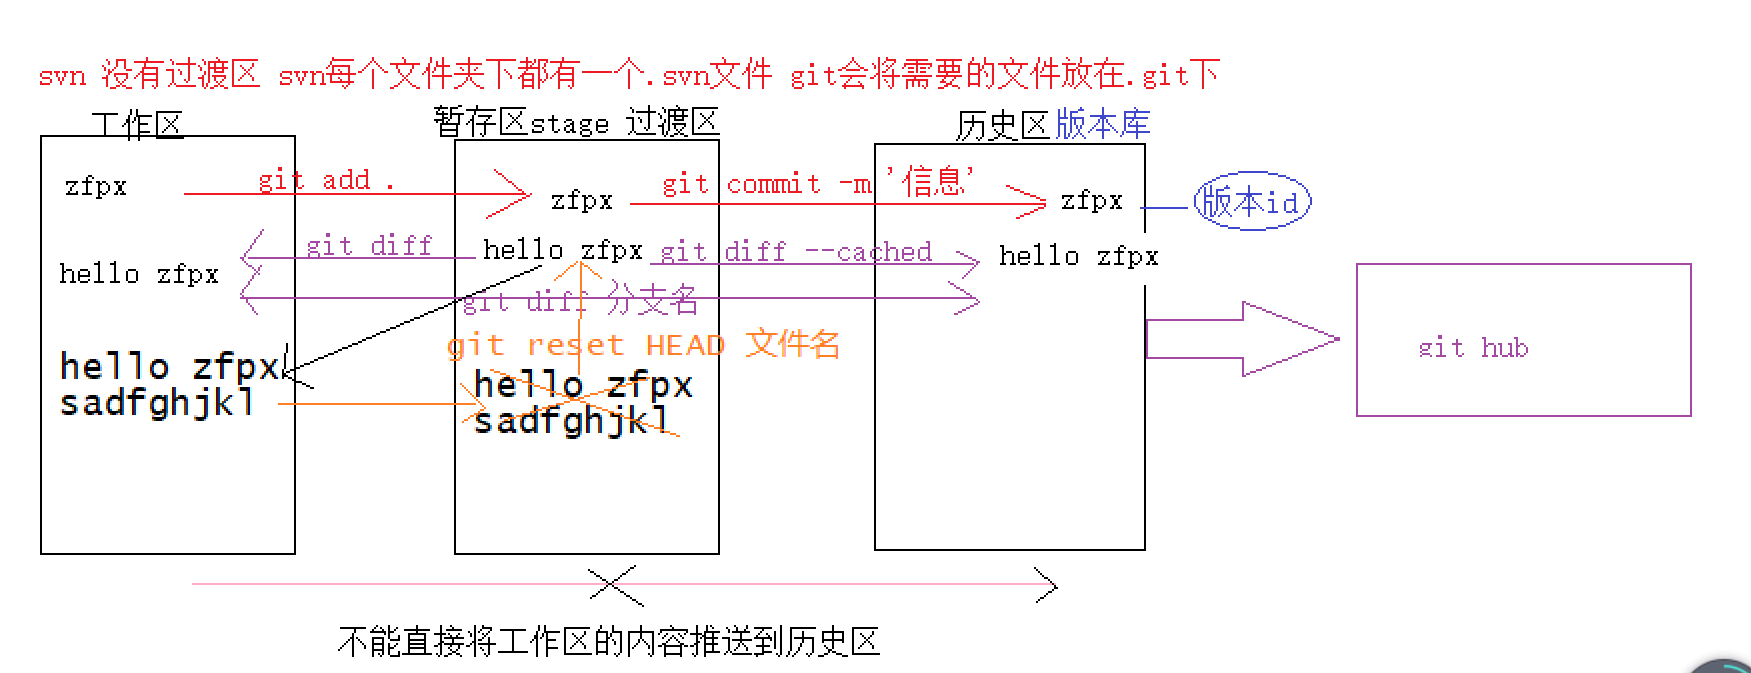 svn 没有过渡区 svn每个文件夹下都有一个.svn文件 git会将需要的文件放在.git下
工作区
暂存区stage 过渡区
历史区 版本库
zfpx
git add .
zfpx
git commit -m '信息'
zfpx
版本id
git diff
hello zfpx
git diff --cached
hello zfpx
hello zfpx
git diff 分支名
git reset HEAD 文件名
git hub
hello zfpx
sadfghjkl
hello zfpx
sadfghjkl
不能直接将工作区的内容推送到历史区